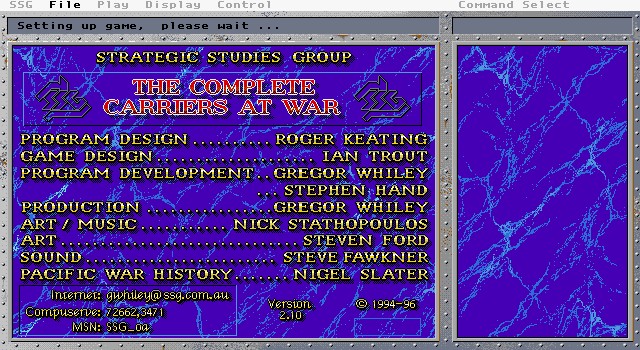 SSG File Play Display Control Command Select
Setting up game, please wait ...
STRATEGIC STUDIES GROUP
SSG THE COMPLETE SSG
CARRIERS AT WAR
PROGRAM DESIGN .......... ROGER KEATING
GAME DESIGN.................... IAN TROUT
PROGRAM DEVELOPMENT..GREGOR WHILEY
... STEPHEN HAND
PRODUCTION ...............GREGOR WHILEY
ART / MUSIC........... NICK STATHOPOULOS
ART.............................. STEVEN FORD
SOUND......................... STEVE FAWKNER
PACIFIC WAR HISTORY....... NIGEL SLATER
Internet: gwhiley@ssg.com.au
Compuserve: 72662,3471
MSN: SSG_oa
Version
2.10
© 1994-96